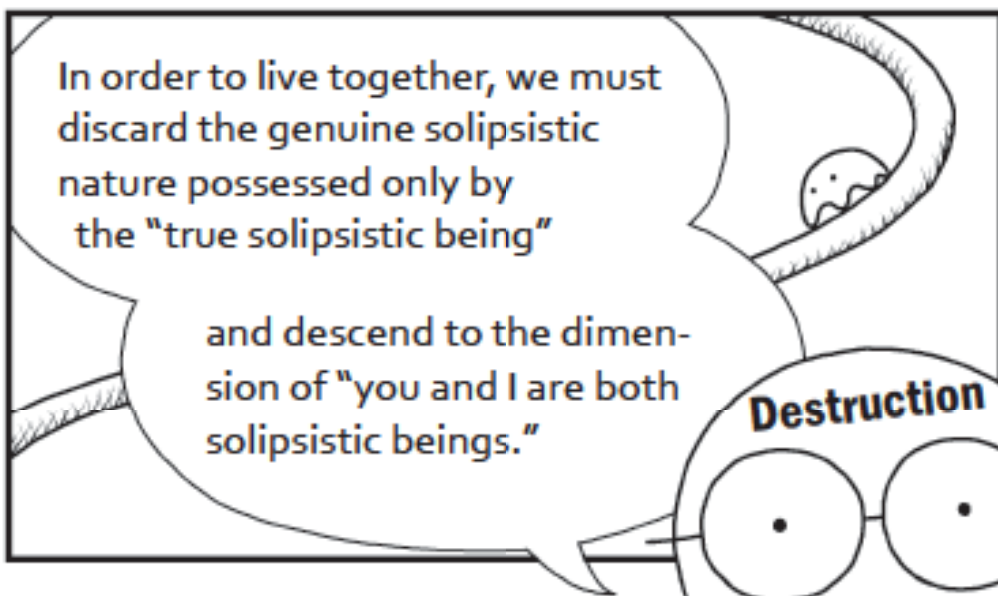 In order to live together, we must
discard the genuine solipsistic
nature possessed only by
the “true solipsistic being”
and descend to the dimen-
sion of “you and I are both
solipsistic beings.”
Destruction